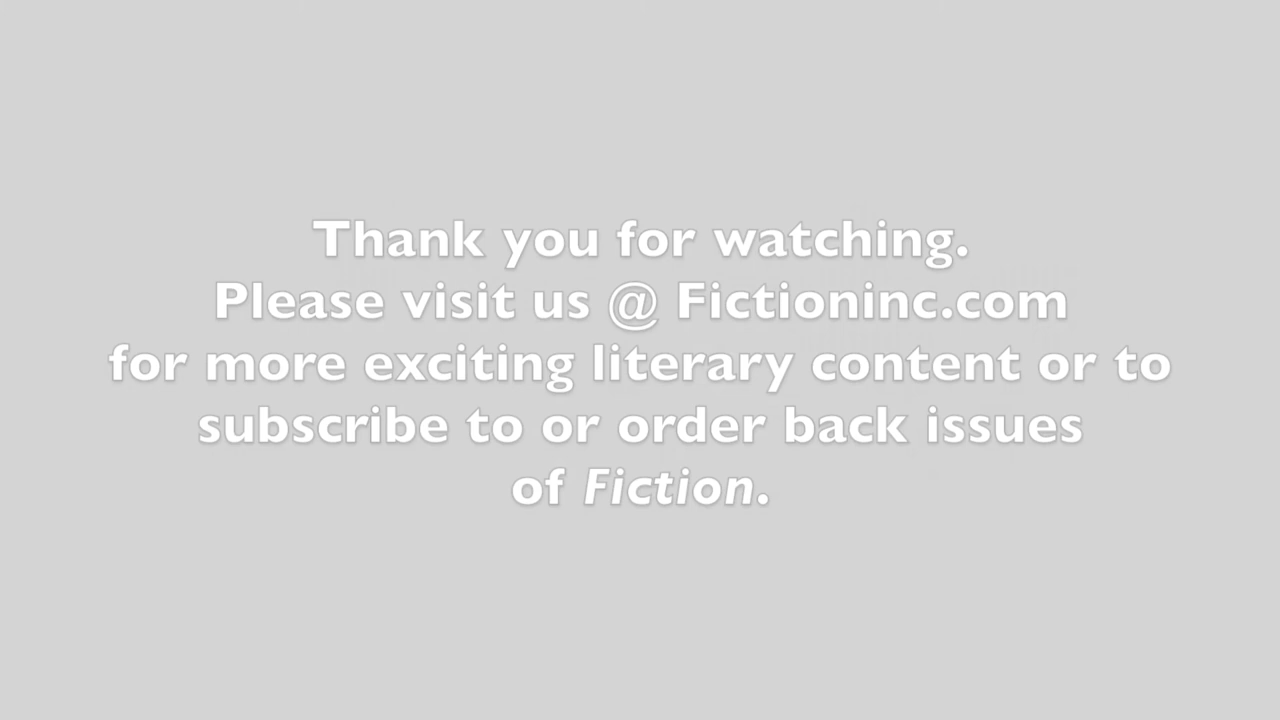 Thank you for watching.
Please visit us @ Fictioninc.com
for more exciting literary content or to
subscribe to or order back issues
of Fiction.